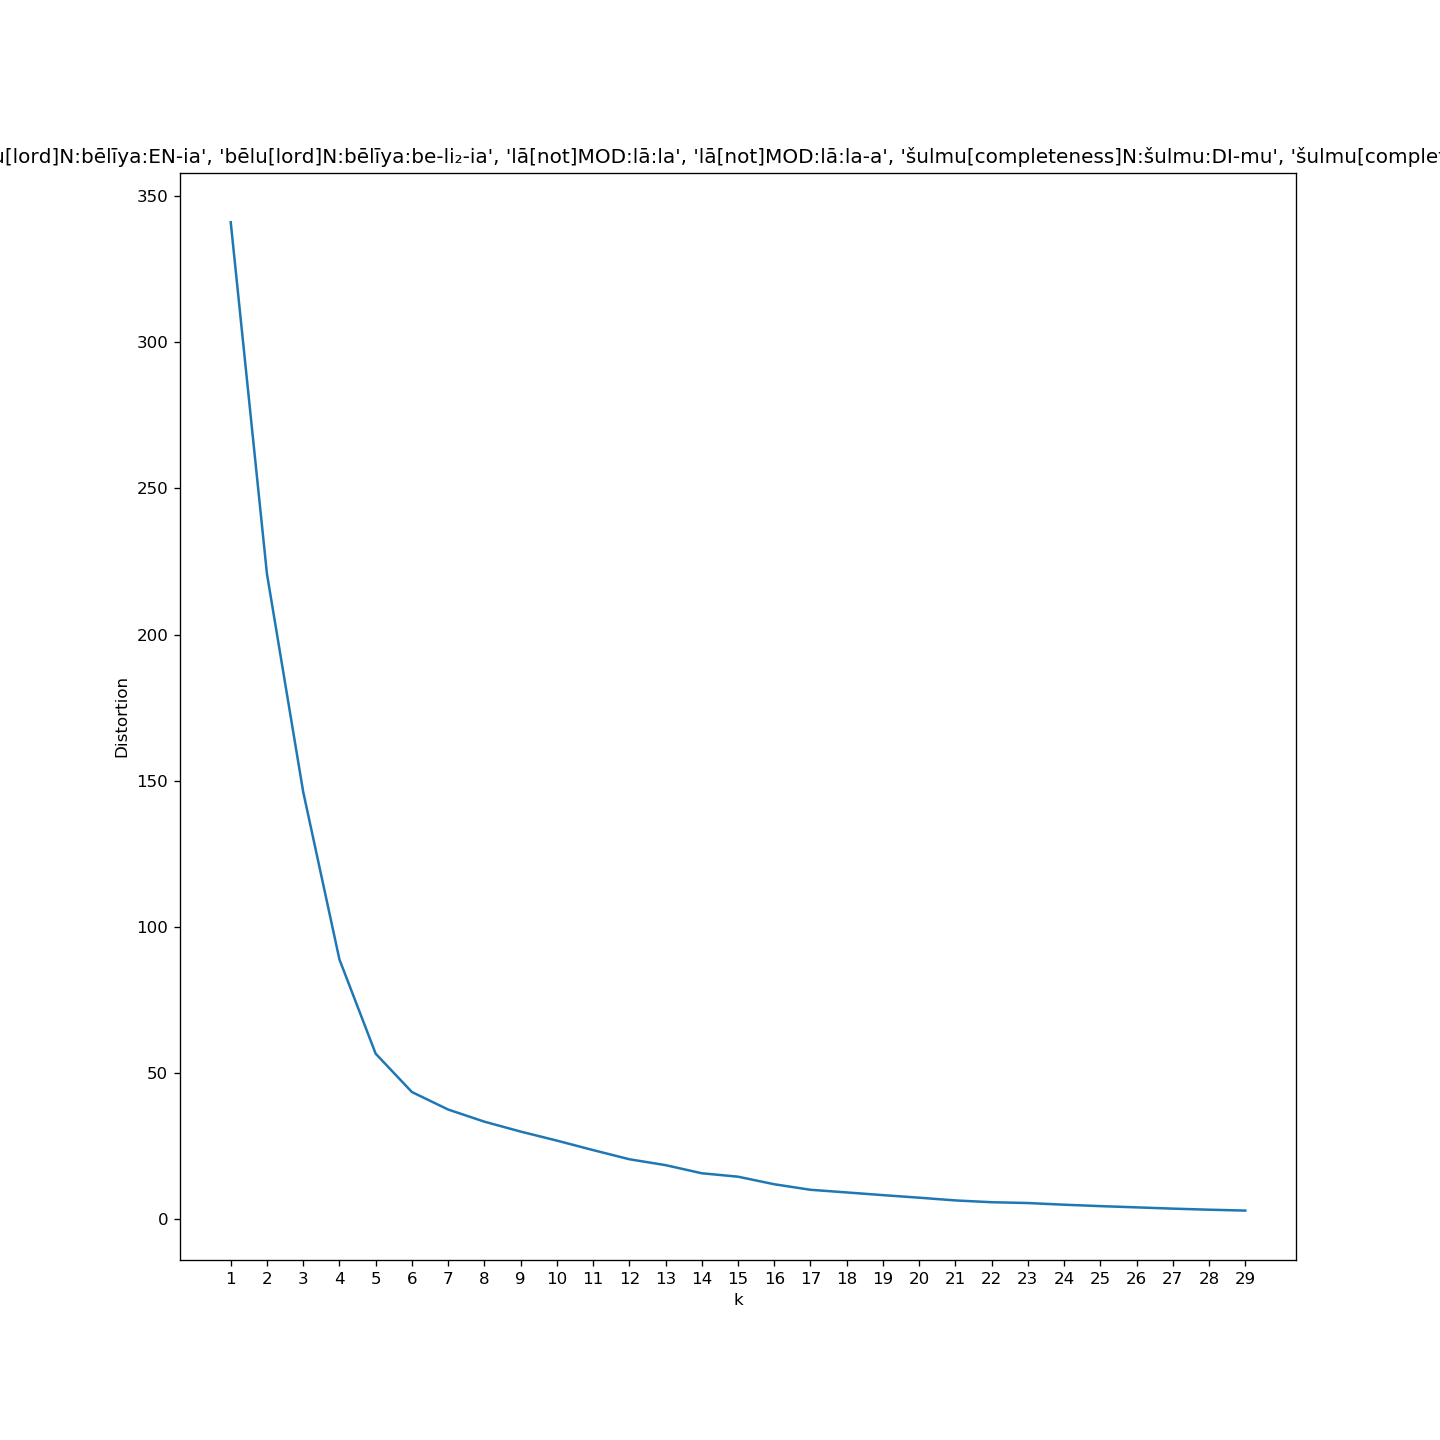 u[lord]N:bēlīya:EN-ia', 'bēlu[lord]N:bēlīya:be-li₂-ia', 'lā[not]MOD:lā:la', 'lā[not]MOD:lā:la-a', 'šulmu[completeness]N:šulmu:DI-mu', 'šulmu[complet
350
300
250
200
150
100
50
0
Distortion
1 2 3 4 5 6 7 8 9 10 11 12 13 14 15 16 17 18 19 20 21 22 23 24 25 26 27 28 29
k